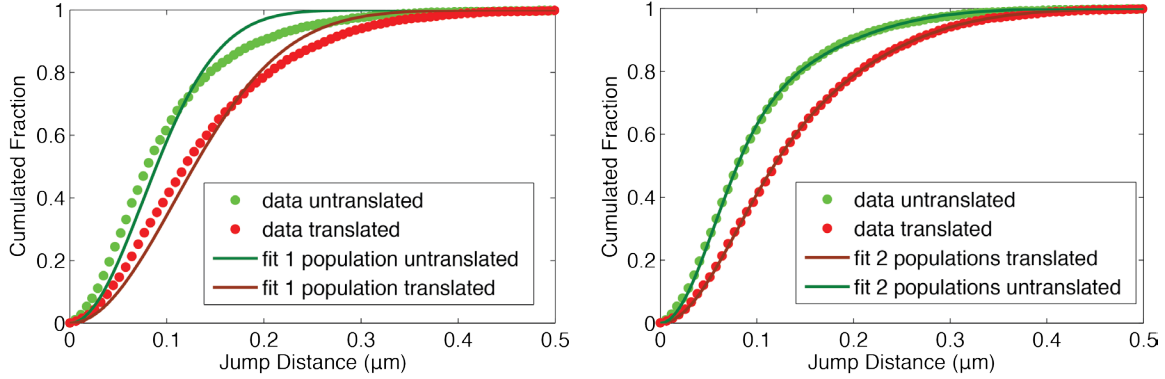 1
0.8
0.6
0.4
0.2
0
Cumulated Fraction
data untranslated
data translated
fit 1 population untranslated
fit 1 population translated
0 0.1 0.2 0.3 0.4 0.5
Jump Distance (µm)
1
0.8
0.6
0.4
0.2
0
Cumulated Fraction
data untranslated
data translated
fit 2 populations translated
fit 2 populations untranslated
0 0.1 0.2 0.3 0.4 0.5
Jump Distance (µm)